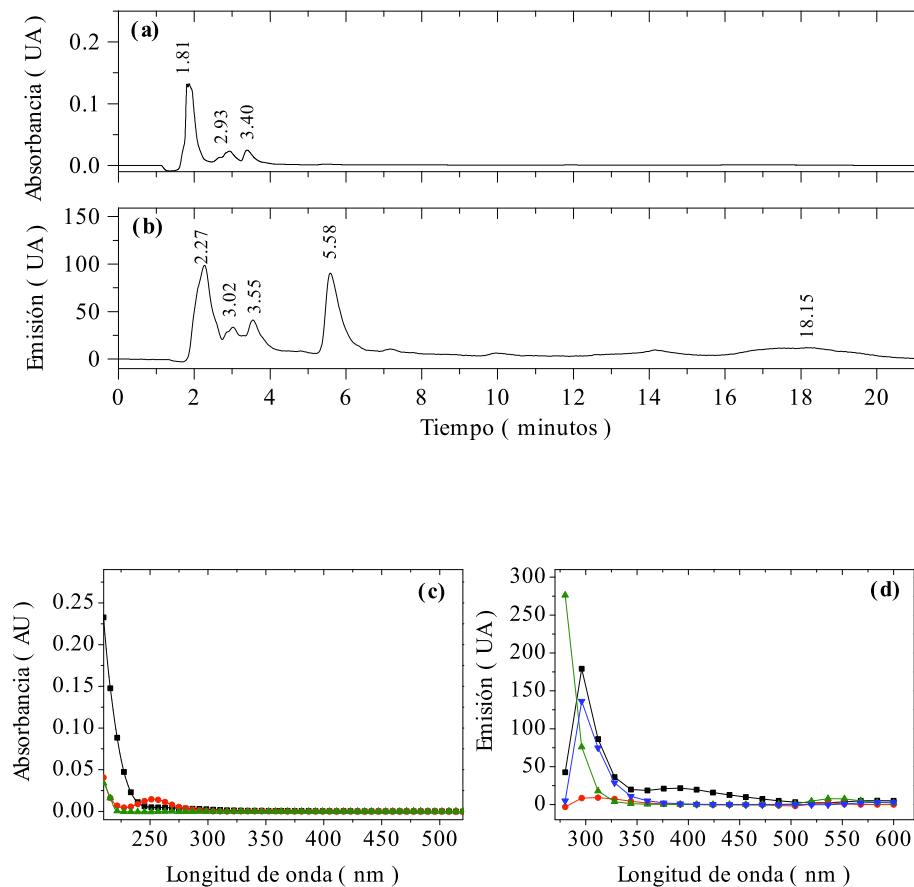 (a)
Absorbancia ( UA )
0.2
0.1
0.0
1.81
2.93
3.40
(b)
Emisión ( UA )
150
100
50
0
2.27
3.02
3.55
5.58
18.15
0 2 4 6 8 10 12 14 16 18 20
Tiempo ( minutos )
(c)
Absorbancia ( AU )
0.25
0.20
0.15
0.10
0.05
0.00
250 300 350 400 450 500
Longitud de onda ( nm )
(d)
Emisión ( UA )
300
250
200
150
100
50
0
300 350 400 450 500 550 600
Longitud de onda ( nm )